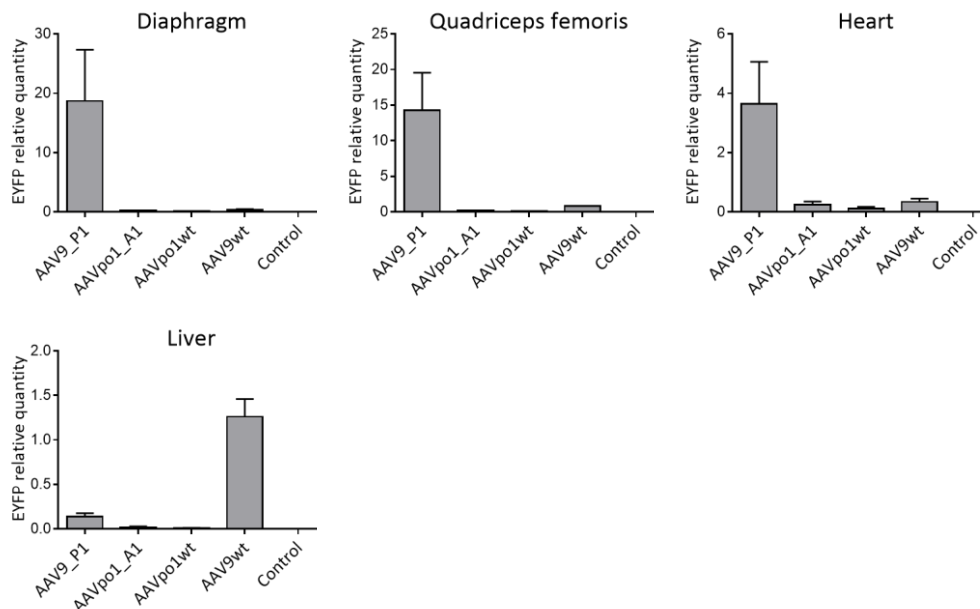 Diaphragm
EYFP relative quantity
30
20
10
0
AAV9_P1
AAVpo1_A1
AAVpo1wt
AAV9wt
Control
Quadriceps femoris
EYFP relative quantity
25
20
15
10
5
0
AAV9_P1
AAVpo1_A1
AAVpo1wt
AAV9wt
Control
Heart
EYFP relative quantity
6
4
2
0
AAV9_P1
AAVpo1_A1
AAVpo1wt
AAV9wt
Control
Liver
EYFP relative quantity
2.0
1.5
1.0
0.5
0.0
AAV9_P1
AAVpo1_A1
AAVpo1wt
AAV9wt
Control